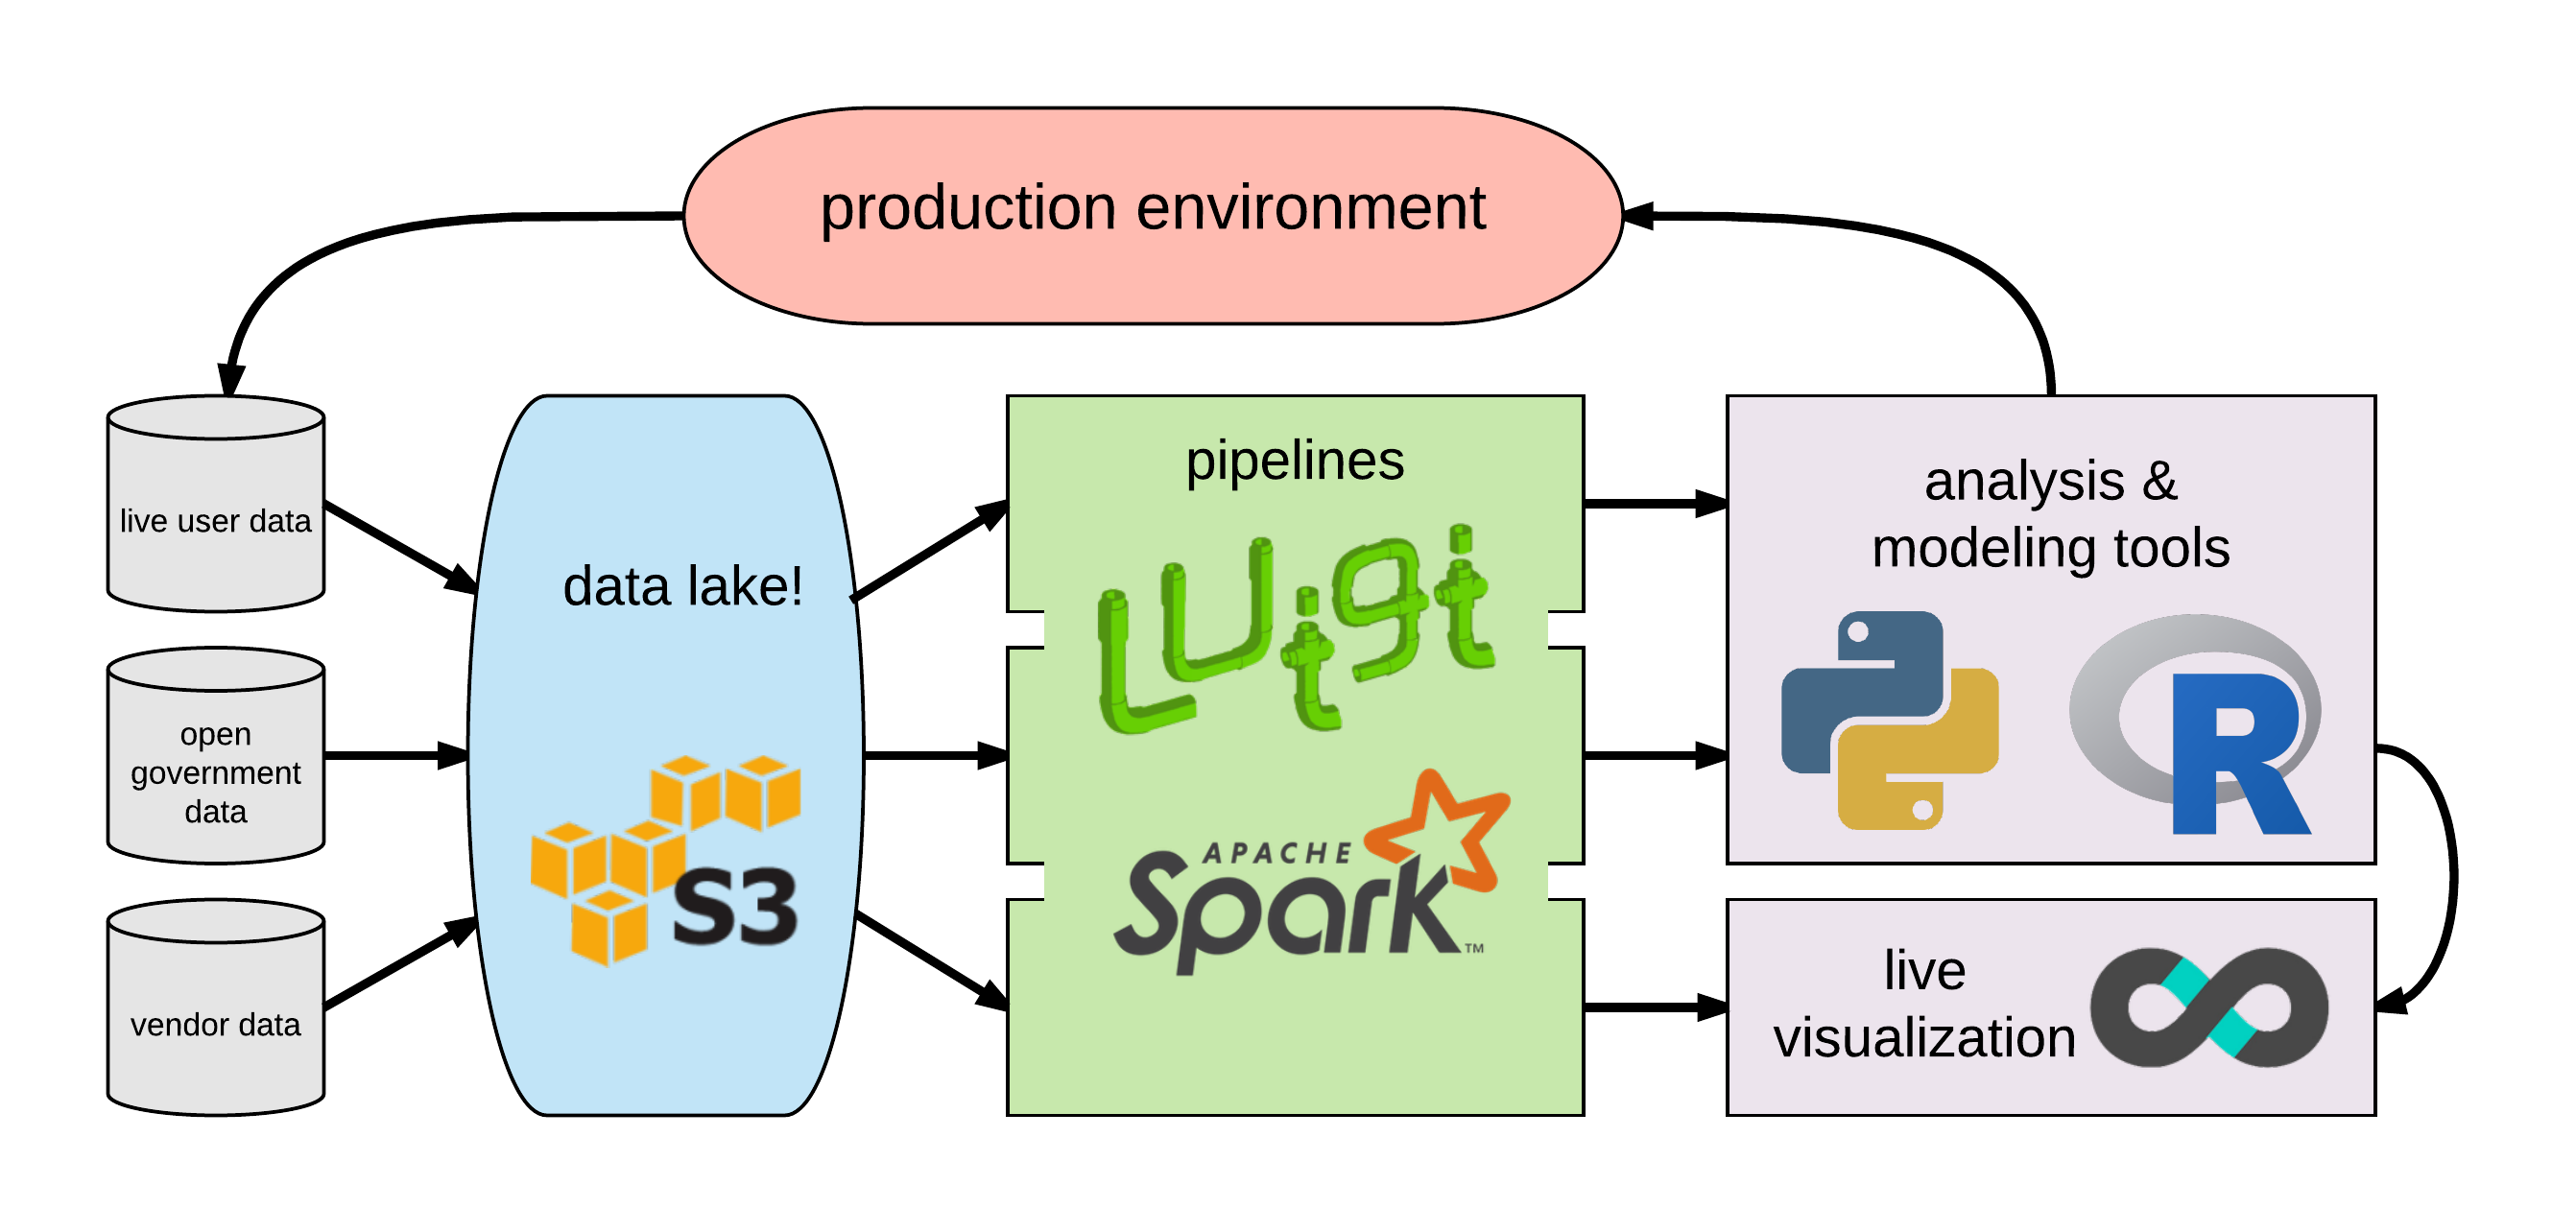 production environment
live user data
open
government
data
vendor data
data lake!
S3
pipelines
Luigi
APACHE
Spark™
analysis &
modeling tools
R
live
visualization